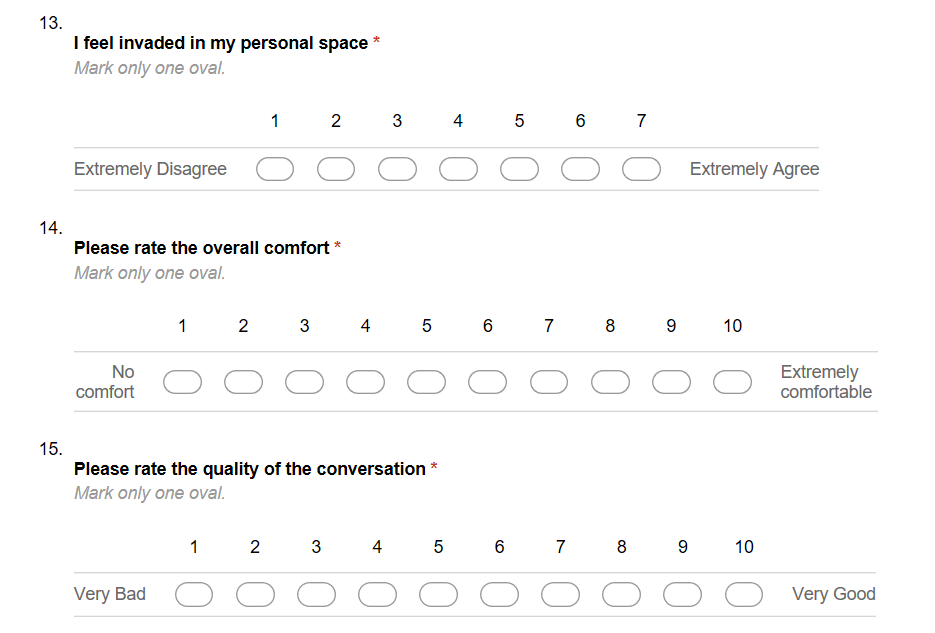 13.
I feel invaded in my personal space *
Mark only one oval.
1 2 3 4 5 6 7
Extremely Disagree Extremely Agree
14.
Please rate the overall comfort *
Mark only one oval.
1 2 3 4 5 6 7 8 9 10
No comfort Extremely comfortable
15.
Please rate the quality of the conversation *
Mark only one oval.
1 2 3 4 5 6 7 8 9 10
Very Bad Very Good